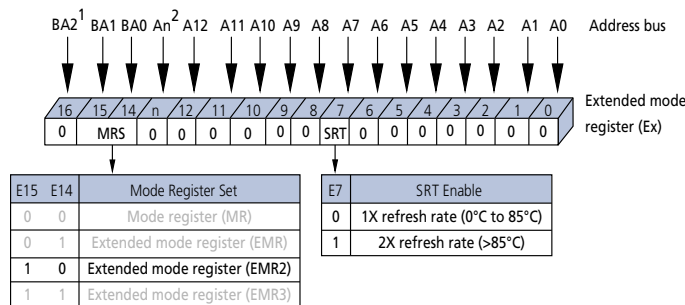 BA2¹ BA1 BA0 An² A12 A11 A10 A9 A8 A7 A6 A5 A4 A3 A2 A1 A0 Address bus
16 15 14 n 12 11 10 9 8 7 6 5 4 3 2 1 0 Extended mode
0 MRS 0 0 0 0 0 0 SRT 0 0 0 0 0 0 0 register (Ex)
E15 E14 Mode Register Set
0 0 Mode register (MR)
0 1 Extended mode register (EMR)
1 0 Extended mode register (EMR2)
1 1 Extended mode register (EMR3)
E7 SRT Enable
0 1X refresh rate (0°C to 85°C)
1 2X refresh rate (>85°C)